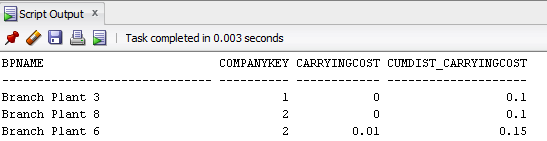 Script Output x
Task completed in 0.003 seconds
BPNAME COMPANYKEY CARRYINGCOST CUMDIST_CARRYINGCOST
------------------------------ ---------- ------------ --------------------
Branch Plant 3 1 0 0.1
Branch Plant 8 2 0 0.1
Branch Plant 6 2 0.01 0.15